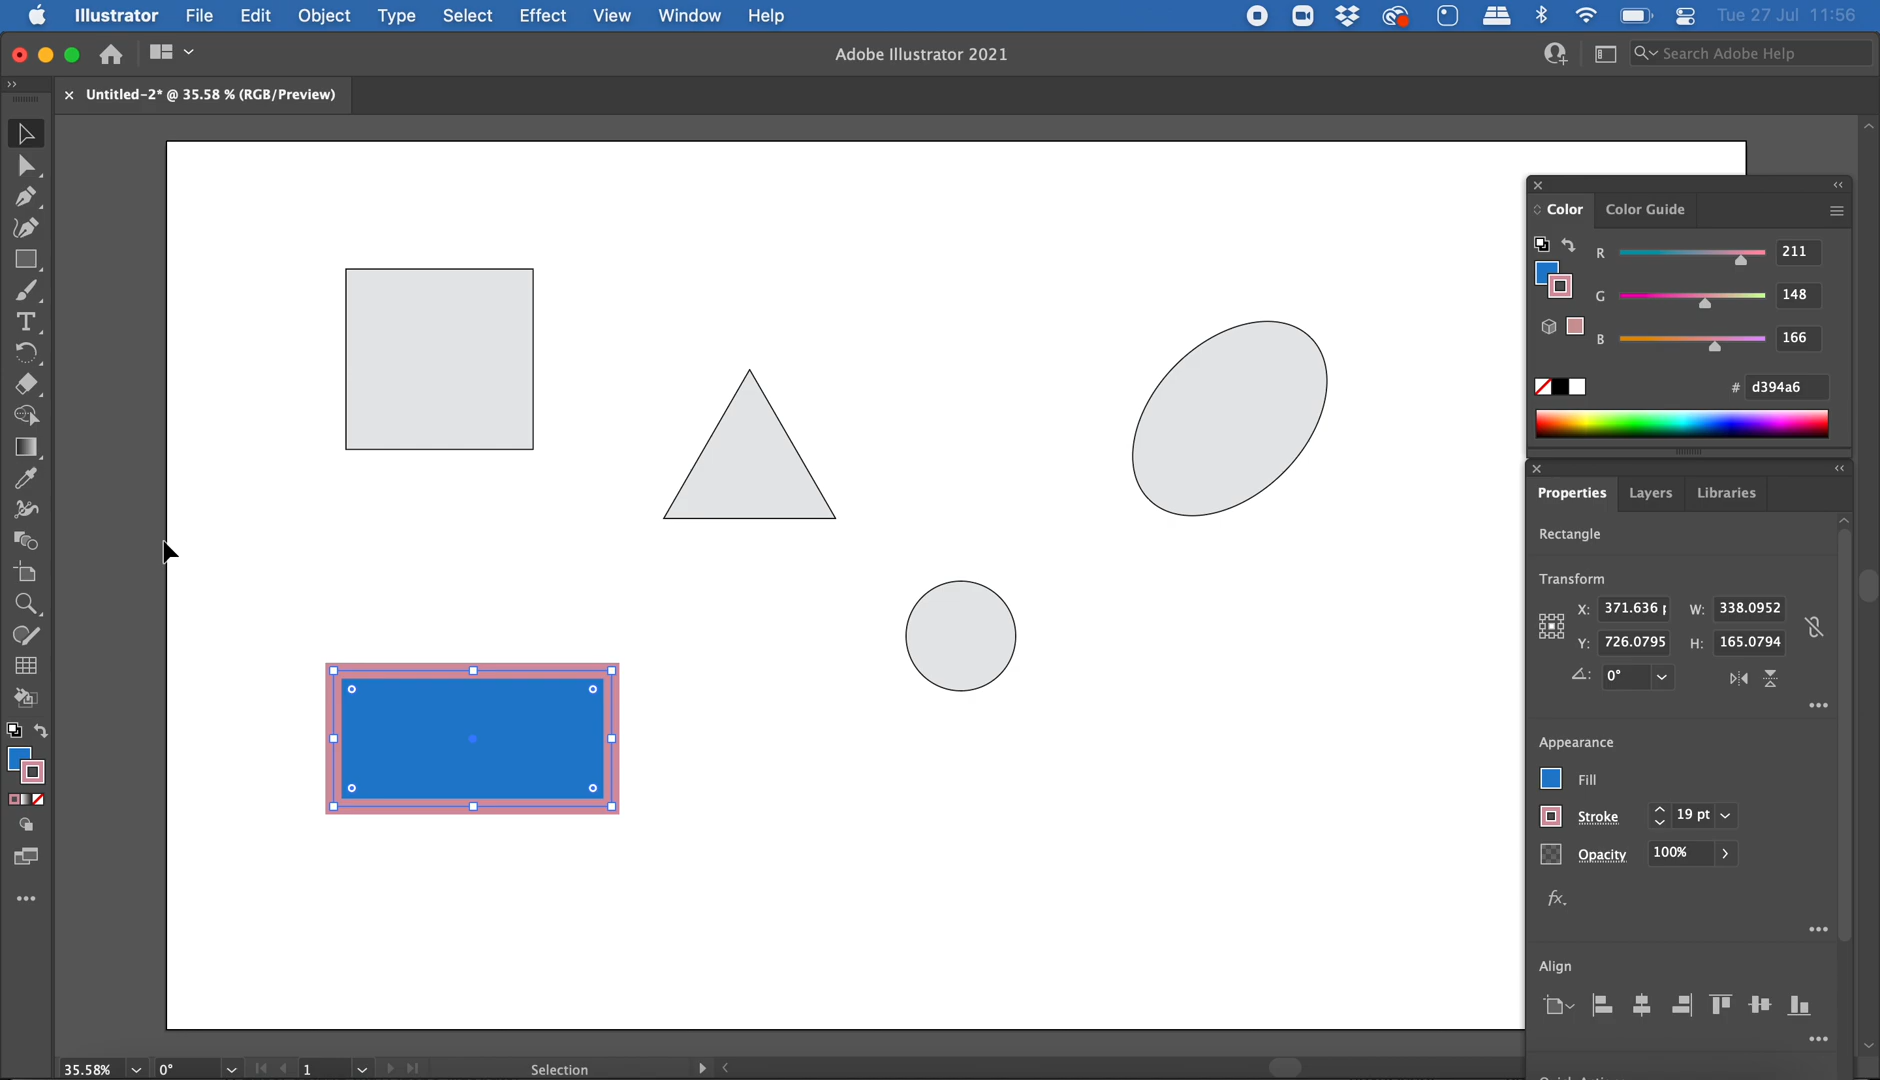 Illustrator File Edit Object Type Select Effect View Window Help Tue 27 Jul 11:56
Adobe Illustrator 2021
Search Adobe Help
Untitled-2* @ 35.58 % (RGB/Preview)
Color Color Guide
R 211
G 148
B 166
# d394a6
Properties Layers Libraries
Rectangle
Transform
X: 371.636 W: 338.0952
Y: 726.0795 H: 165.0794
0°
Appearance
Fill
Stroke 19 pt
Opacity 100%
fx
Align
35.58% 0° 1 Selection